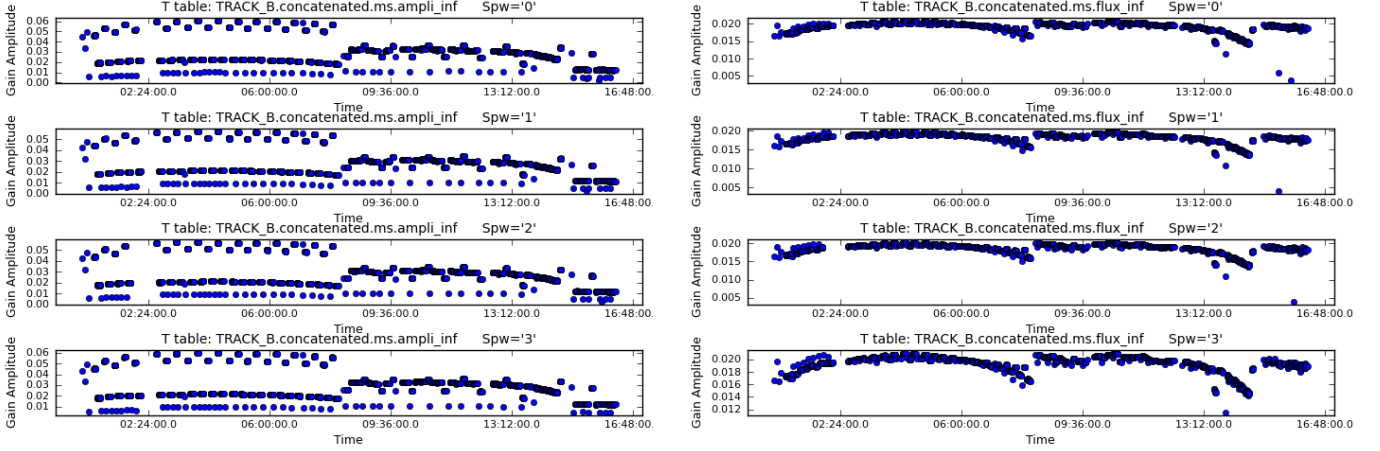 T table: TRACK_B.concatenated.ms.ampli_inf Spw='0'
Gain Amplitude
0.06
0.05
0.04
0.03
0.02
0.01
0.00
02:24:00.0 06:00:00.0 09:36:00.0 13:12:00.0 16:48:00.
Time
T table: TRACK_B.concatenated.ms.ampli_inf Spw='1'
Gain Amplitude
0.05
0.04
0.03
0.02
0.01
0.00
02:24:00.0 06:00:00.0 09:36:00.0 13:12:00.0 16:48:00.
Time
T table: TRACK_B.concatenated.ms.ampli_inf Spw='2'
Gain Amplitude
0.05
0.04
0.03
0.02
0.01
0.00
02:24:00.0 06:00:00.0 09:36:00.0 13:12:00.0 16:48:00.
Time
T table: TRACK_B.concatenated.ms.ampli_inf Spw='3'
Gain Amplitude
0.06
0.05
0.04
0.03
0.02
0.01
02:24:00.0 06:00:00.0 09:36:00.0 13:12:00.0 16:48:00.
Time
T table: TRACK_B.concatenated.ms.flux_inf Spw='0'
Gain Amplitude
0.020
0.015
0.010
0.005
02:24:00.0 06:00:00.0 09:36:00.0 13:12:00.0 16:48:00.
Time
T table: TRACK_B.concatenated.ms.flux_inf Spw='1'
Gain Amplitude
0.020
0.015
0.010
0.005
02:24:00.0 06:00:00.0 09:36:00.0 13:12:00.0 16:48:00.
Time
T table: TRACK_B.concatenated.ms.flux_inf Spw='2'
Gain Amplitude
0.020
0.015
0.010
0.005
02:24:00.0 06:00:00.0 09:36:00.0 13:12:00.0 16:48:00.
Time
T table: TRACK_B.concatenated.ms.flux_inf Spw='3'
Gain Amplitude
0.020
0.018
0.016
0.014
0.012
02:24:00.0 06:00:00.0 09:36:00.0 13:12:00.0 16:48:00.
Time